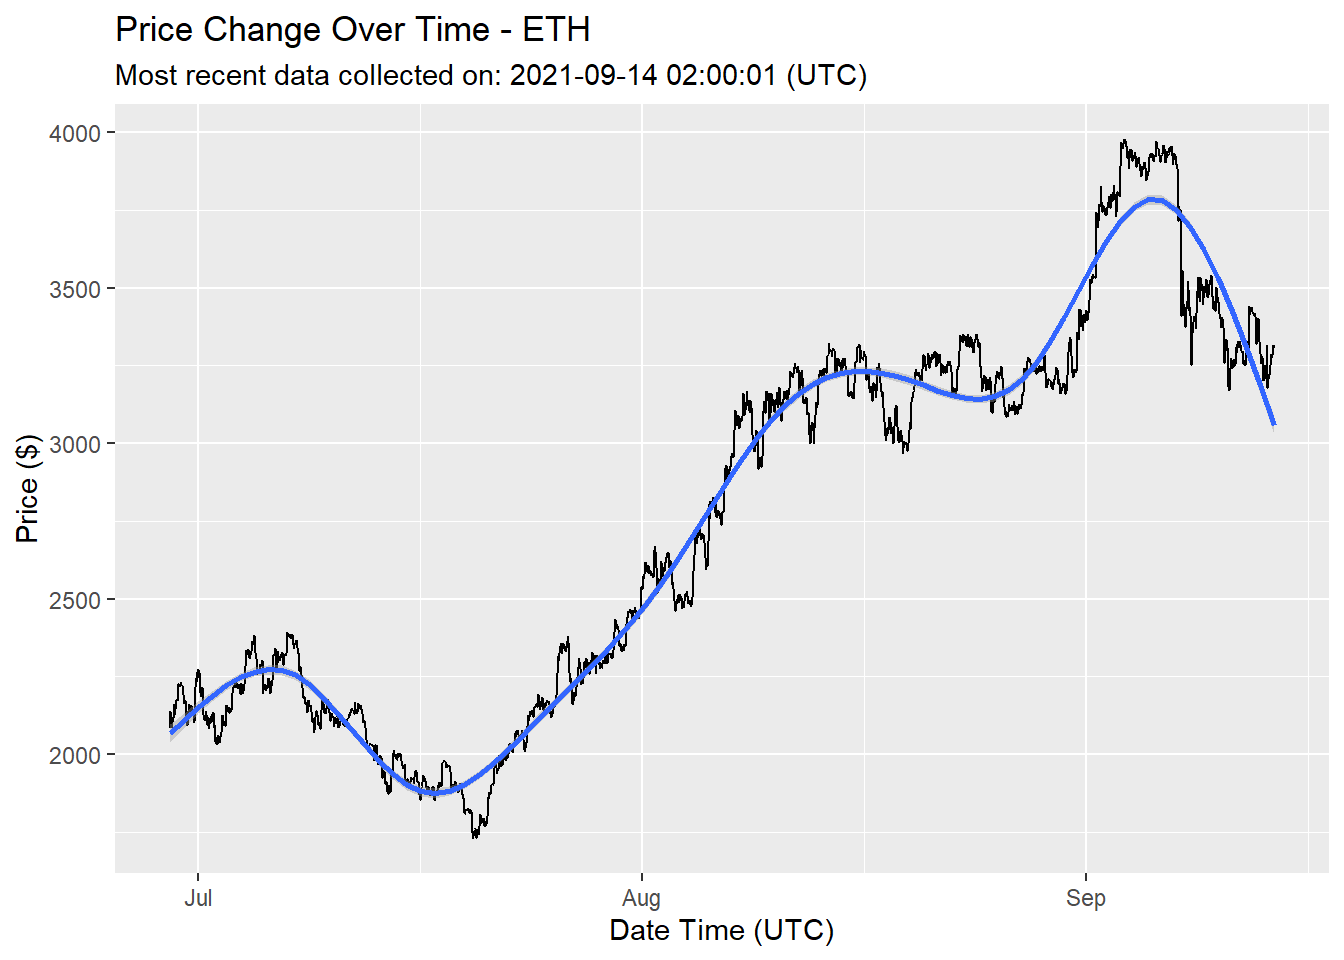 Price Change Over Time - ETH
Most recent data collected on: 2021-09-14 02:00:01 (UTC)
4000
3500
3000
2500
2000
Price ($)
Jul
Aug
Sep
Date Time (UTC)